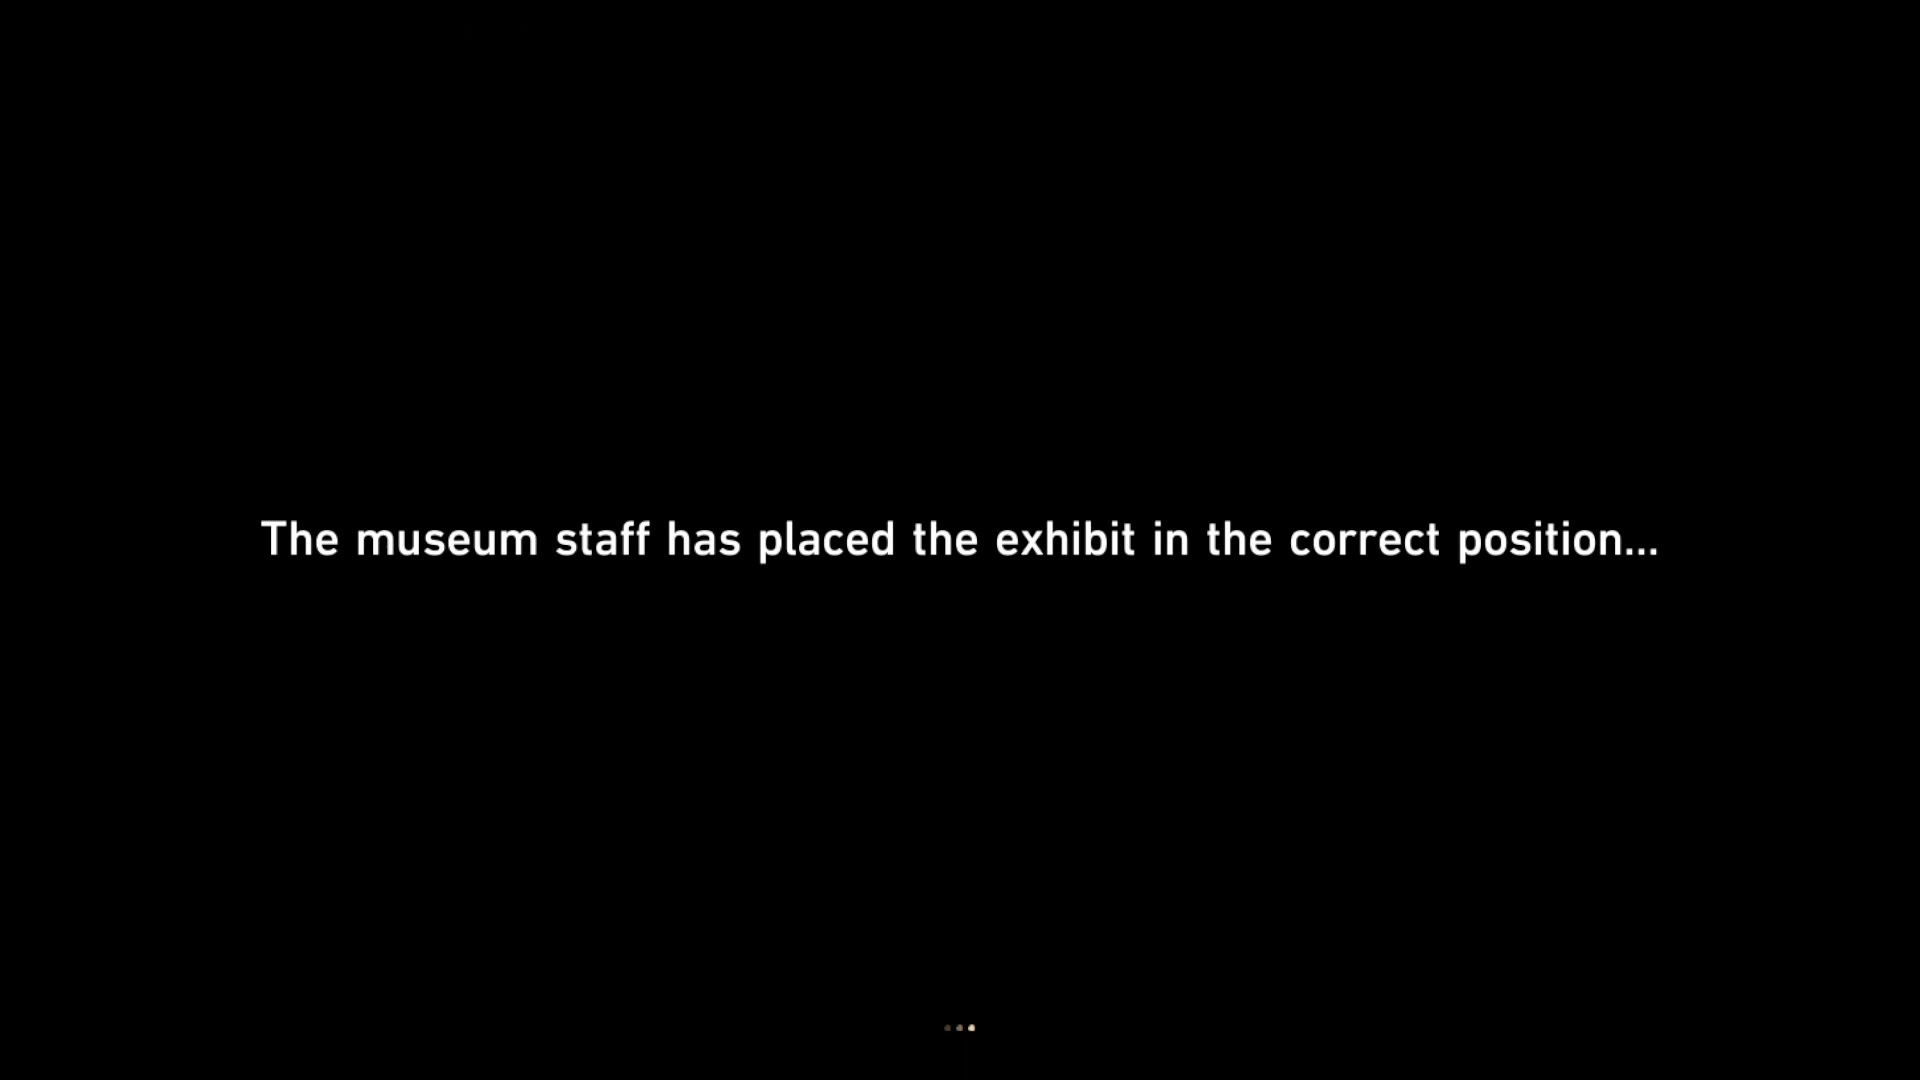 The museum staff has placed the exhibit in the correct position...